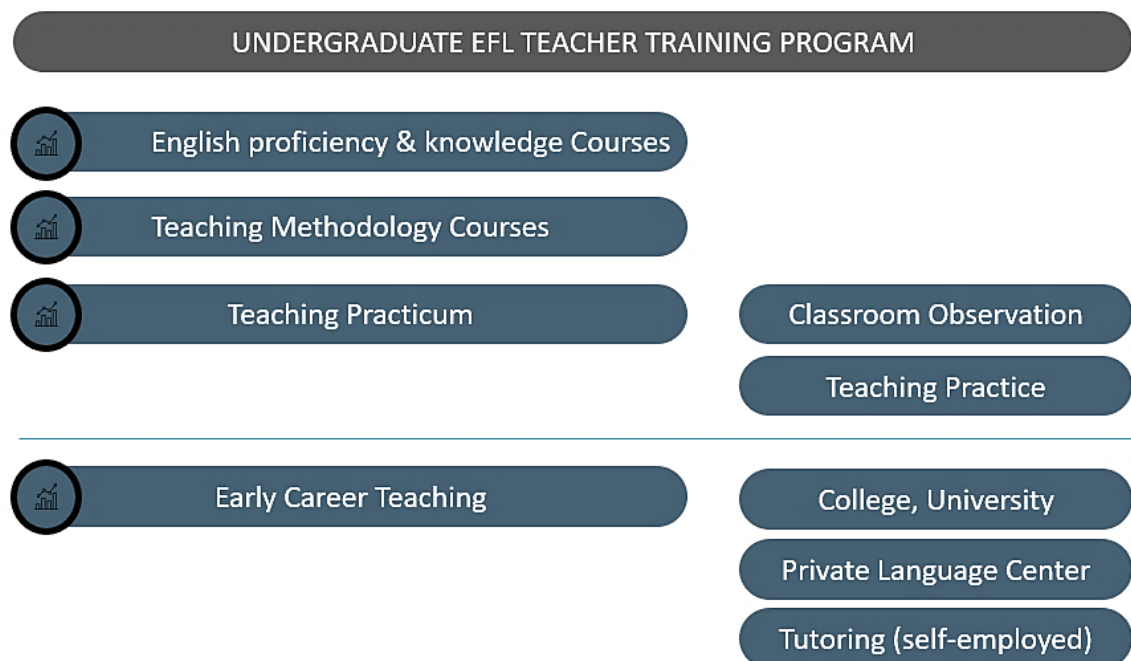 UNDERGRADUATE EFL TEACHER TRAINING PROGRAM
English proficiency & knowledge Courses
Teaching Methodology Courses
Teaching Practicum
Classroom Observation
Teaching Practice
Early Career Teaching
College, University
Private Language Center
Tutoring (self-employed)